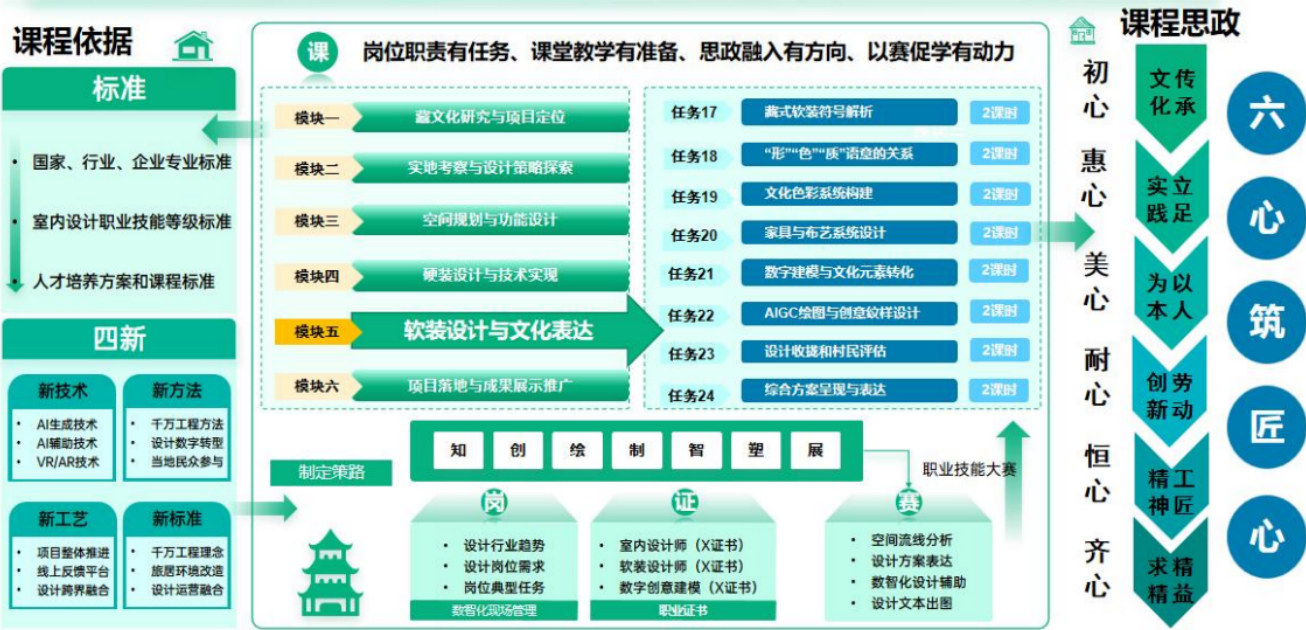 课程依据
标准
国家、行业、企业专业标准
室内设计职业技能等级标准
人才培养方案和课程标准
四新
新技术
AI生成技术
AI辅助技术
VR/AR技术
新方法
千万工程方法
设计数字转型
当地民众参与
新工艺
项目整体推进
线上反馈平台
设计跨界融合
新标准
千万工程理念
旅居环境改造
设计运营融合
课
岗位职责有任务、课堂教学有准备、思政融入有方向、以赛促学有动力
模块一
藏文化研究与项目定位
模块二
实地考察与设计策略探索
模块三
空间规划与功能设计
模块四
硬装设计与技术实现
模块五
软装设计与文化表达
模块六
项目落地与成果展示推广
任务17
藏式软装符号解析
2课时
任务18
“形”“色”“质”语意的关系
2课时
任务19
文化色彩系统构建
2课时
任务20
家具与布艺系统设计
2课时
任务21
数字建模与文化元素转化
2课时
任务22
AIGC绘图与创意纹样设计
2课时
任务23
设计收拢和村民评估
2课时
任务24
综合方案呈现与表达
2课时
制定策路
知 创 绘 制 智 塑 展
职业技能大赛
岗
设计行业趋势
设计岗位需求
岗位典型任务
数智化现场管理
证
室内设计师（X证书）
软装设计师（X证书）
数字创意建模（X证书）
职业证书
赛
空间流线分析
设计方案表达
数智化设计辅助
设计文本出图
课程思政
初心
惠心
美心
耐心
恒心
齐心
传承文化
立足实践
以人为本
劳动创新
工匠精神
精益求精
六心筑匠心